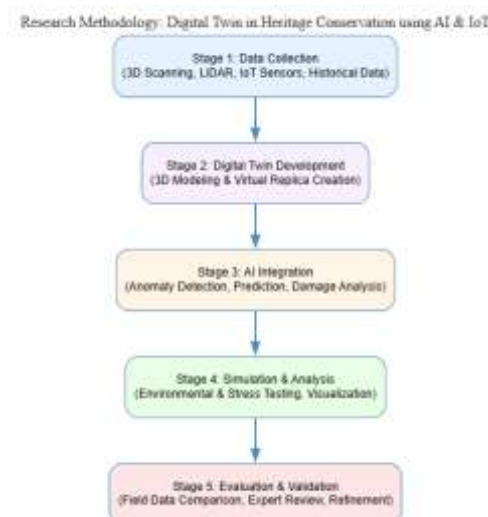 Research Methodology: Digital Twin in Heritage Conservation using AI & IoT
Stage 1: Data Collection
(3D Scanning, LiDAR, IoT Sensors, Historical Data)
Stage 2: Digital Twin Development
(3D Modeling & Virtual Replica Creation)
Stage 3: AI Integration
(Anomaly Detection, Prediction, Damage Analysis)
Stage 4: Simulation & Analysis
(Environmental & Stress Testing, Visualization)
Stage 5: Evaluation & Validation
(Field Data Comparison, Expert Review, Refinement)